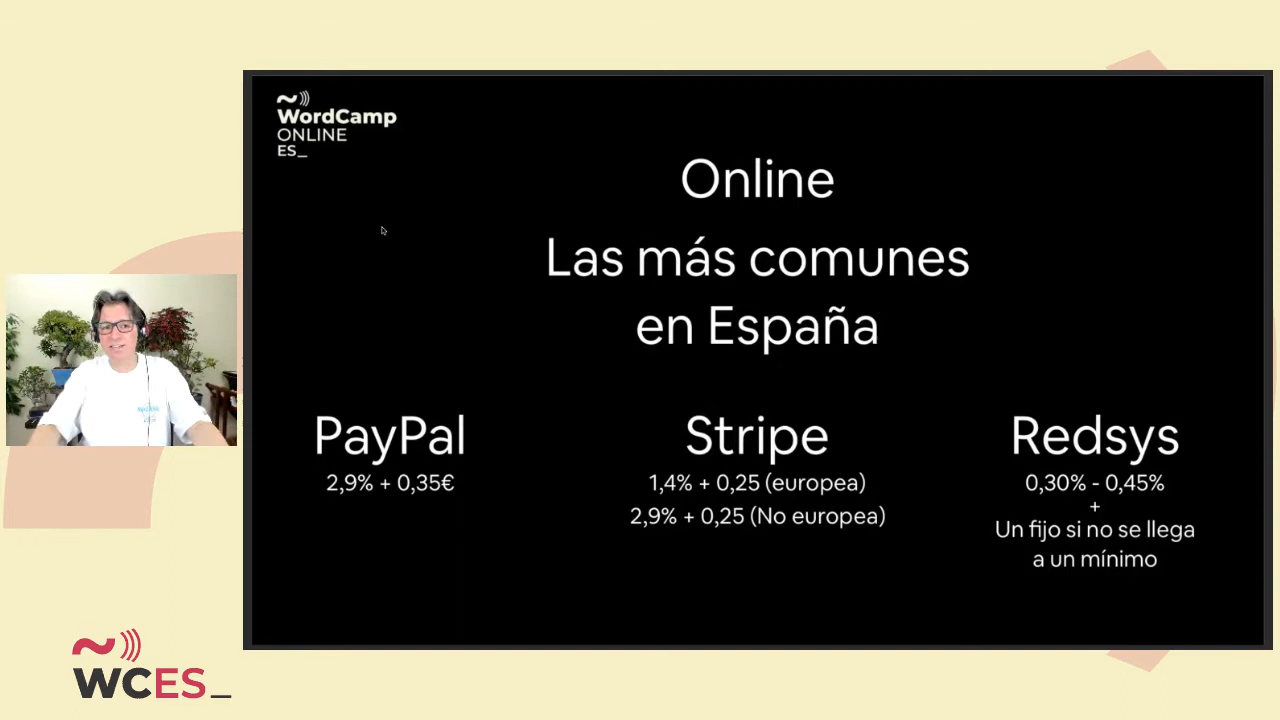 WordCamp
ONLINE
ES_
Online
Las más comunes
en España
PayPal
2,9% + 0,35€
Stripe
1,4% + 0,25 (europea)
2,9% + 0,25 (No europea)
Redsys
0,30% - 0,45%
+
Un fijo si no se llega
a un mínimo
WCES_